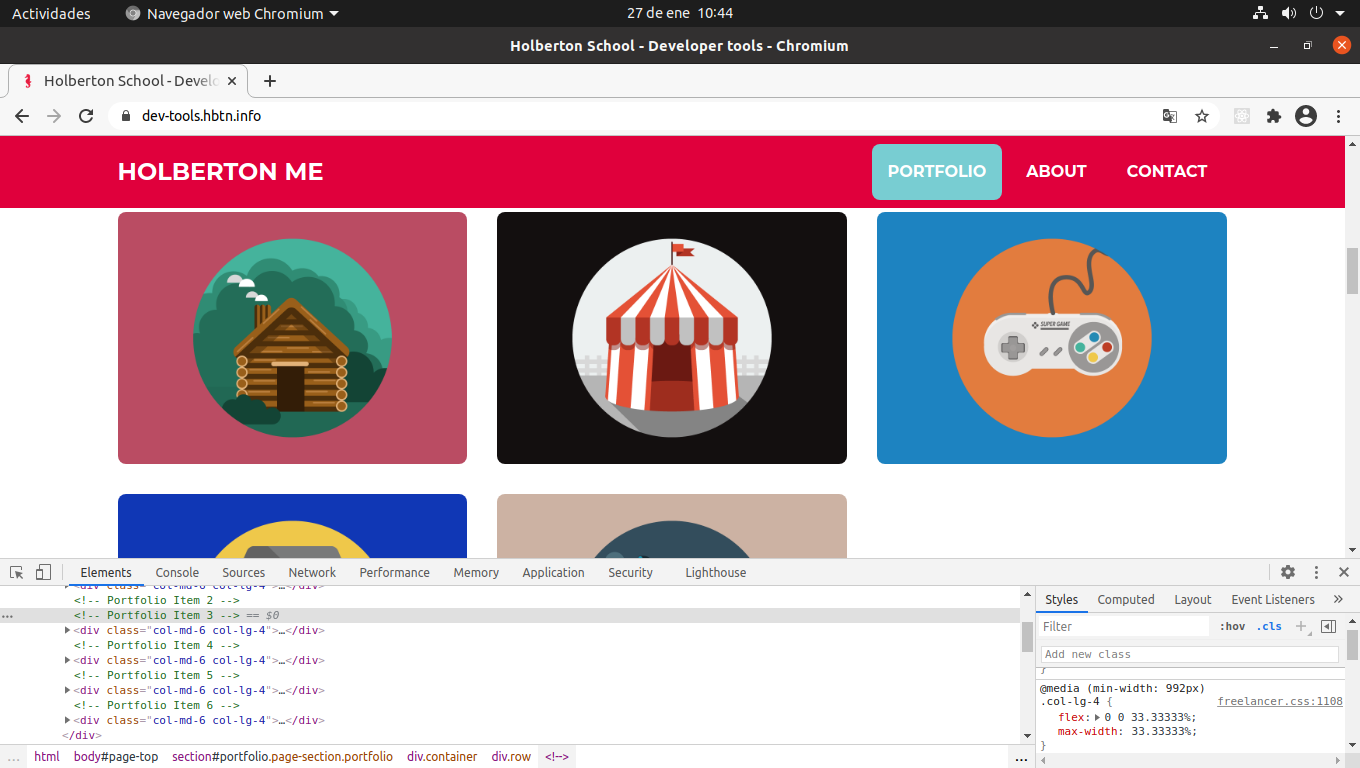 Actividades Navegador web Chromium 27 de ene 10:44
Holberton School - Developer tools - Chromium
Holberton School - Develo
dev-tools.hbtn.info
HOLBERTON ME PORTFOLIO ABOUT CONTACT
SUPER GAME
Elements Console Sources Network Performance Memory Application Security Lighthouse
<div class="col-md-6 col-lg-4">…</div>
<!-- Portfolio Item 2 -->
<!-- Portfolio Item 3 --> == $0
<div class="col-md-6 col-lg-4">…</div>
<!-- Portfolio Item 4 -->
<div class="col-md-6 col-lg-4">…</div>
<!-- Portfolio Item 5 -->
<div class="col-md-6 col-lg-4">…</div>
<!-- Portfolio Item 6 -->
<div class="col-md-6 col-lg-4">…</div>
</div>
… html body#page-top section#portfolio.page-section.portfolio div.container div.row <!--> …
Styles Computed Layout Event Listeners »
Filter :hov .cls +
Add new class
}
@media (min-width: 992px)
.col-lg-4 { freelancer.css:1108
flex: 0 0 33.33333%;
max-width: 33.33333%;
}